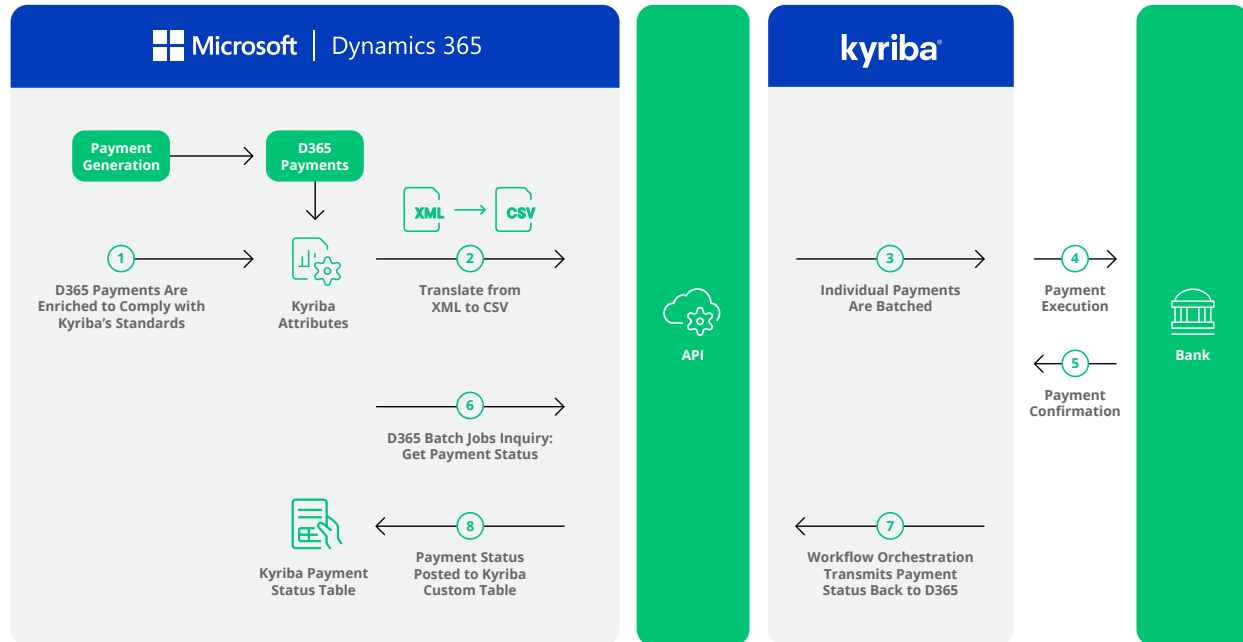 Microsoft | Dynamics 365
kyriba®
Payment
Generation
D365
Payments
XML
CSV
1
D365 Payments Are
Enriched to Comply with
Kyriba’s Standards
Kyriba
Attributes
2
Translate from
XML to CSV
API
3
Individual Payments
Are Batched
4
Payment
Execution
Bank
5
Payment
Confirmation
6
D365 Batch Jobs Inquiry:
Get Payment Status
Kyriba Payment
Status Table
8
Payment Status
Posted to Kyriba
Custom Table
7
Workflow Orchestration
Transmits Payment
Status Back to D365